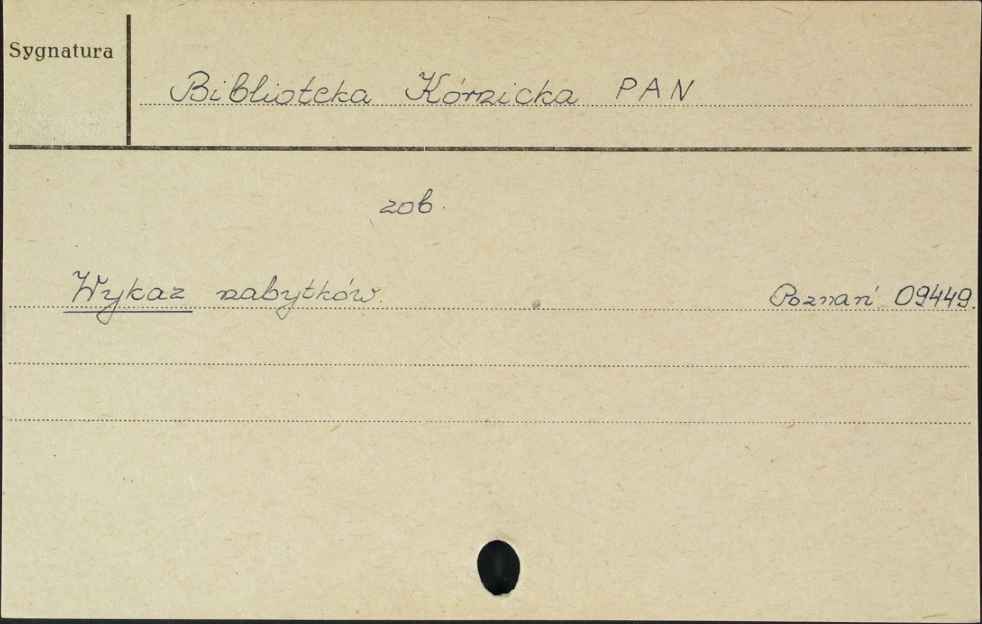 Sygnatura
Biblioteka Kórnicka PAN
zob.
Wykaz nabytków. Poznań. 09449.